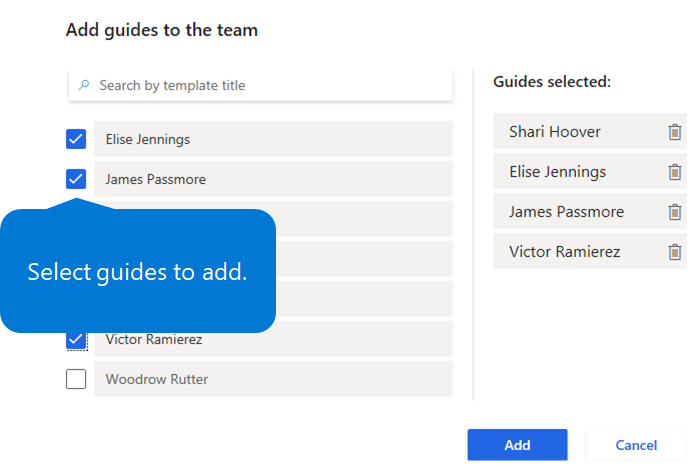 Add guides to the team
Search by template title
Elise Jennings
James Passmore
Select guides to add.
Victor Ramierez
Woodrow Rutter
Guides selected:
Shari Hoover
Elise Jennings
James Passmore
Victor Ramierez
Add
Cancel